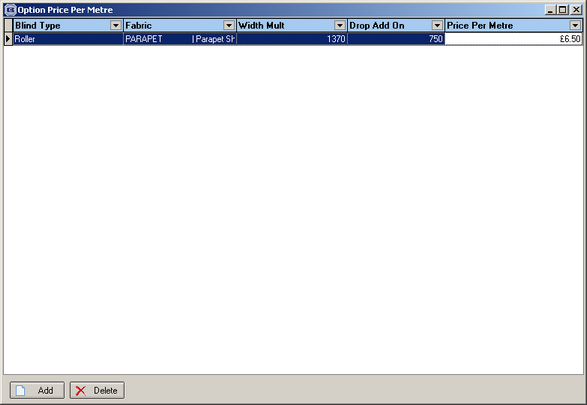 Option Price Per Metre
Blind Type Fabric Width Mult Drop Add On Price Per Metre
Roller PARAPET | Parapet Sh 1370 750 £6.50
Add Delete